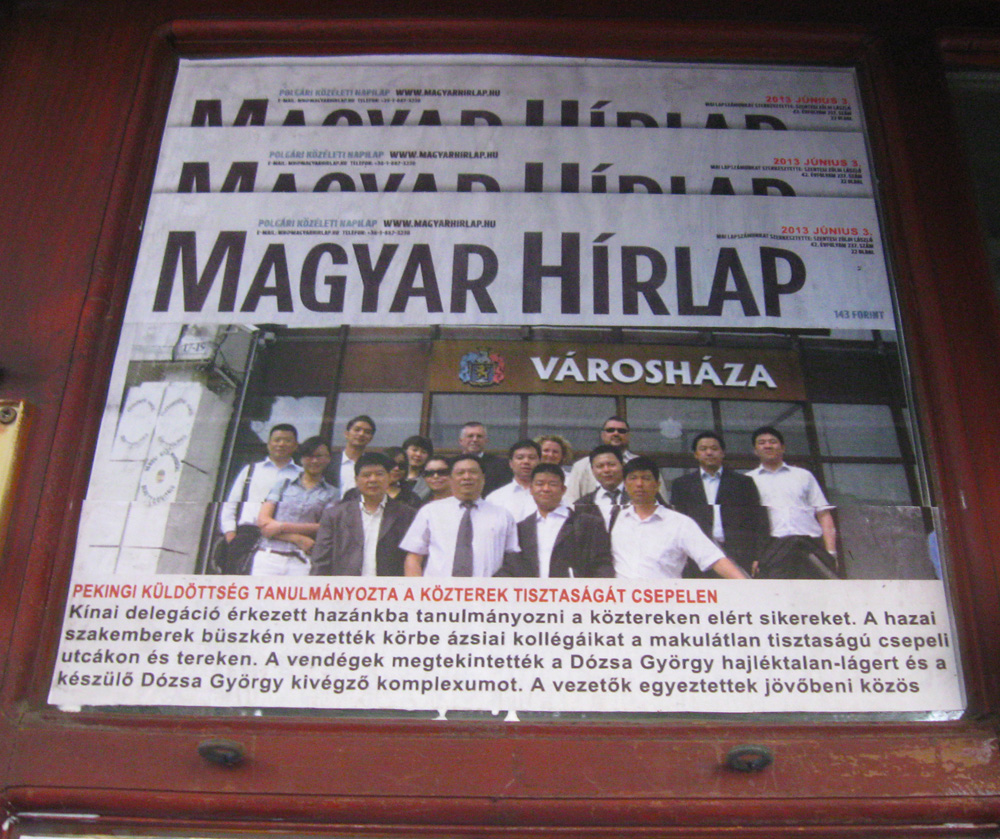 POLGÁRI KÖZÉLETI NAPILAP WWW.MAGYARHIRLAP.HU
2013 JÚNIUS 3.
MAGYAR HÍRLAP
POLGÁRI KÖZÉLETI NAPILAP WWW.MAGYARHIRLAP.HU
2013 JÚNIUS 3.
MAGYAR HÍRLAP
POLGÁRI KÖZÉLETI NAPILAP WWW.MAGYARHIRLAP.HU
2013 JÚNIUS 3.
MAGYAR HÍRLAP
143 FORINT
17-19
VÁROSHÁZA
PEKINGI KÜLDÖTTSÉG TANULMÁNYOZTA A KÖZTEREK TISZTASÁGÁT CSEPELEN
Kínai delegáció érkezett hazánkba tanulmányozni a köztereken elért sikereket. A hazai
szakemberek büszkén vezették körbe ázsiai kollégáikat a makulátlan tisztaságú csepeli
utcákon és tereken. A vendégek megtekintették a Dózsa György hajléktalan-lágert és a
készülő Dózsa György kivégző komplexumot. A vezetők egyeztettek jövőbeni közös